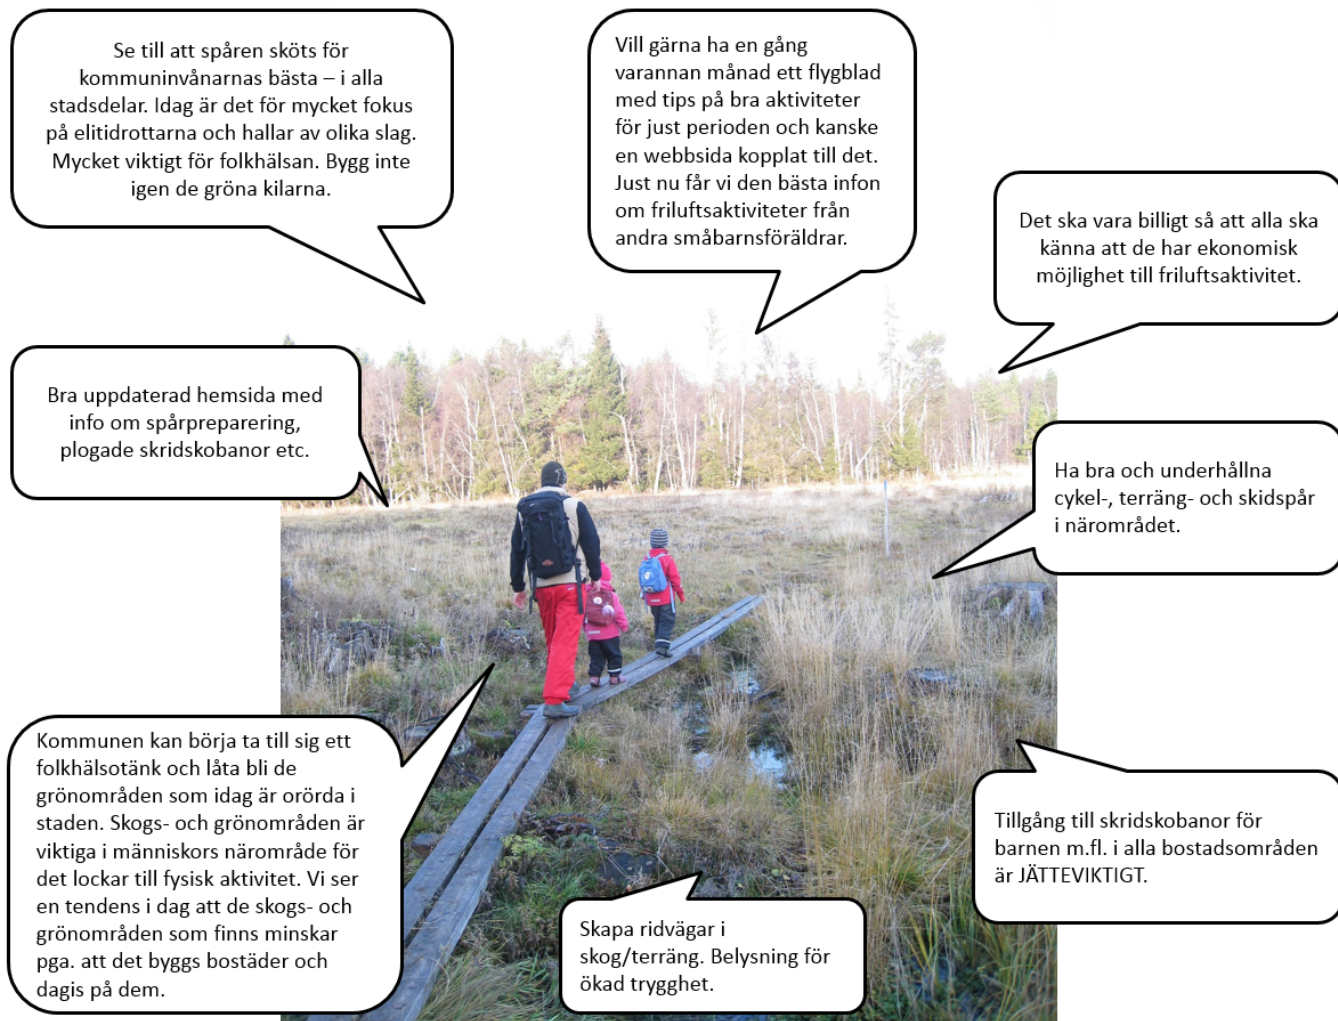 Se till att spåren sköts för
kommuninvånarnas bästa – i alla
stadsdelar. Idag är det för mycket fokus
på elitidrottarna och hallar av olika slag.
Mycket viktigt för folkhälsan. Bygg inte
igen de gröna kilarna.
Vill gärna ha en gång
varannan månad ett flygblad
med tips på bra aktiviteter
för just perioden och kanske
en webbsida kopplat till det.
Just nu får vi den bästa infon
om friluftsaktiviteter från
andra småbarnsföräldrar.
Det ska vara billigt så att alla ska
känna att de har ekonomisk
möjlighet till friluftsaktivitet.
Bra uppdaterad hemsida med
info om spårpreparering,
plogade skridskobanor etc.
Ha bra och underhållna
cykel-, terräng- och skidspår
i närområdet.
Kommunen kan börja ta till sig ett
folkhälsotänk och låta bli de
grönområden som idag är orörda i
staden. Skogs- och grönområden är
viktiga i människors närområde för
det lockar till fysisk aktivitet. Vi ser
en tendens i dag att de skogs- och
grönområden som finns minskar
pga. att det byggs bostäder och
dagis på dem.
Tillgång till skridskobanor för
barnen m.fl. i alla bostadsområden
är JÄTTEVIKTIGT.
Skapa ridvägar i
skog/terräng. Belysning för
ökad trygghet.